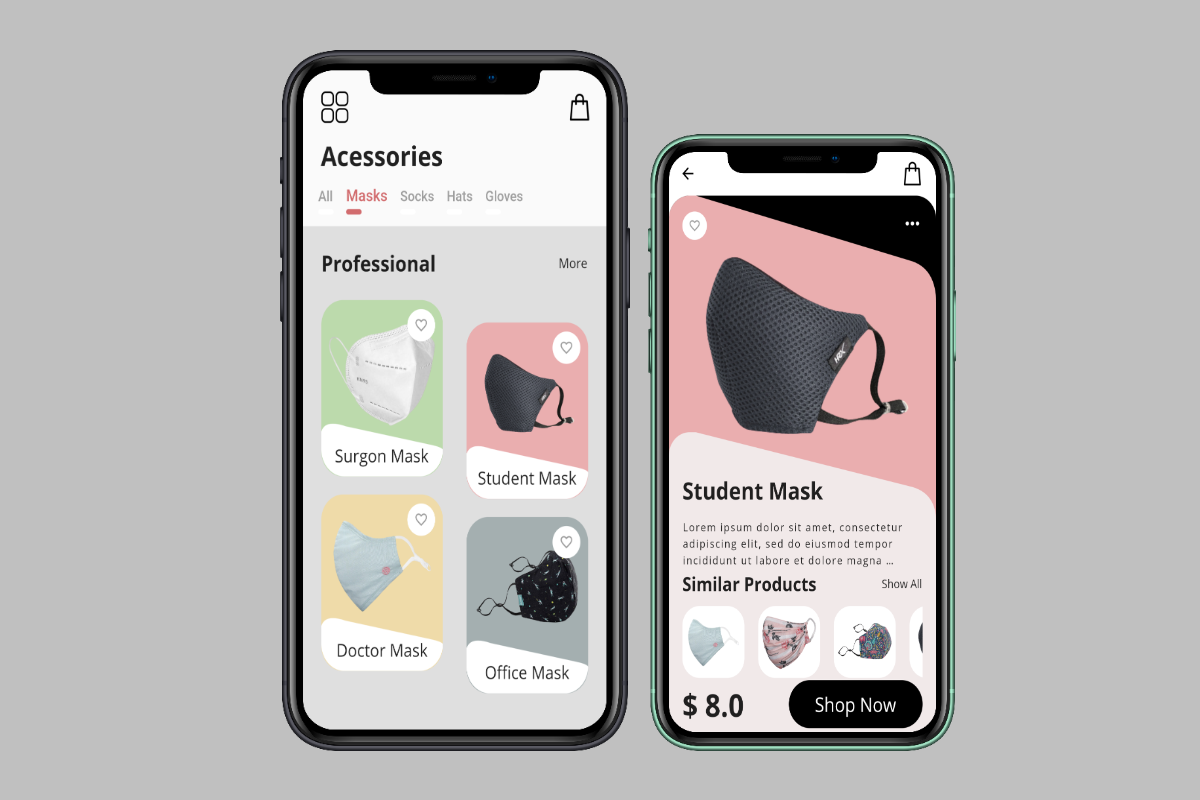 Acessories
All Masks Socks Hats Gloves
Professional More
Surgon Mask
Student Mask
Doctor Mask
Office Mask
Student Mask
Lorem ipsum dolor sit amet, consectetur
adipiscing elit, sed do eiusmod tempor
incididunt ut labore et dolore magna ...
Similar Products Show All
$ 8.0 Shop Now